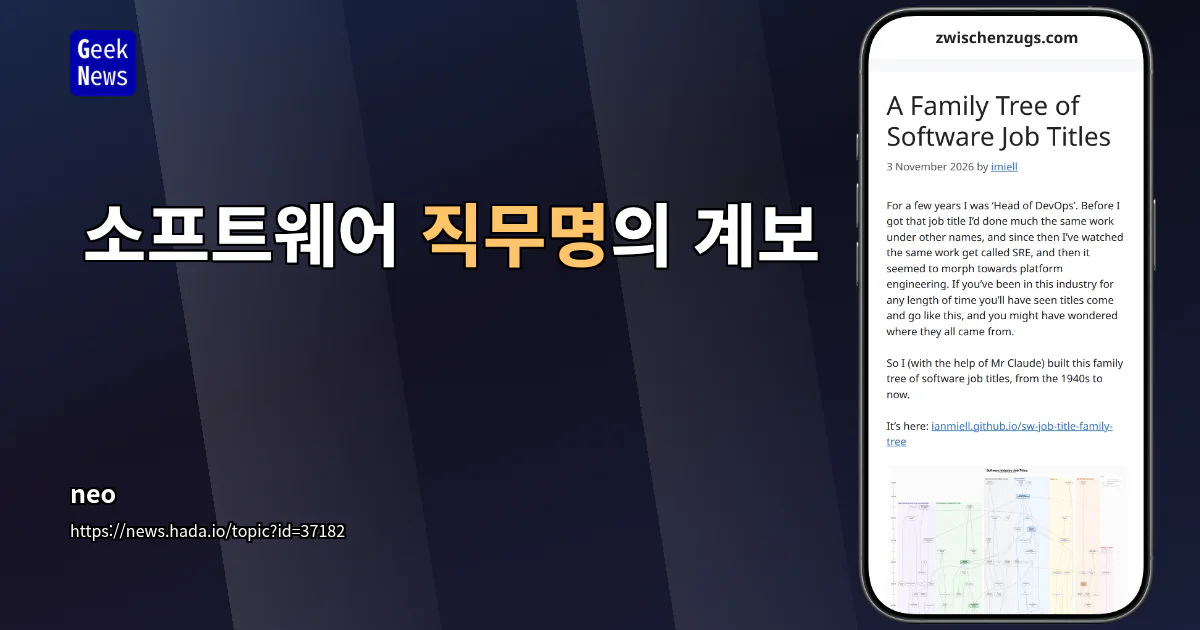 Geek
News
소프트웨어 직무명의 계보
neo
https://news.hada.io/topic?id=37182
zwischenzugs.com
A Family Tree of
Software Job Titles
3 November 2026 by imiell
For a few years I was ‘Head of DevOps’. Before I
got that job title I’d done much the same work
under other names, and since then I’ve watched
the same work get called SRE, and then it
seemed to morph towards platform
engineering. If you’ve been in this industry for
any length of time you’ll have seen titles come
and go like this, and you might have wondered
where they all came from.
So I (with the help of Mr Claude) built this family
tree of software job titles, from the 1940s to
now.
It’s here: ianmiell.github.io/sw-job-title-family-
tree
Software Industry Job Titles